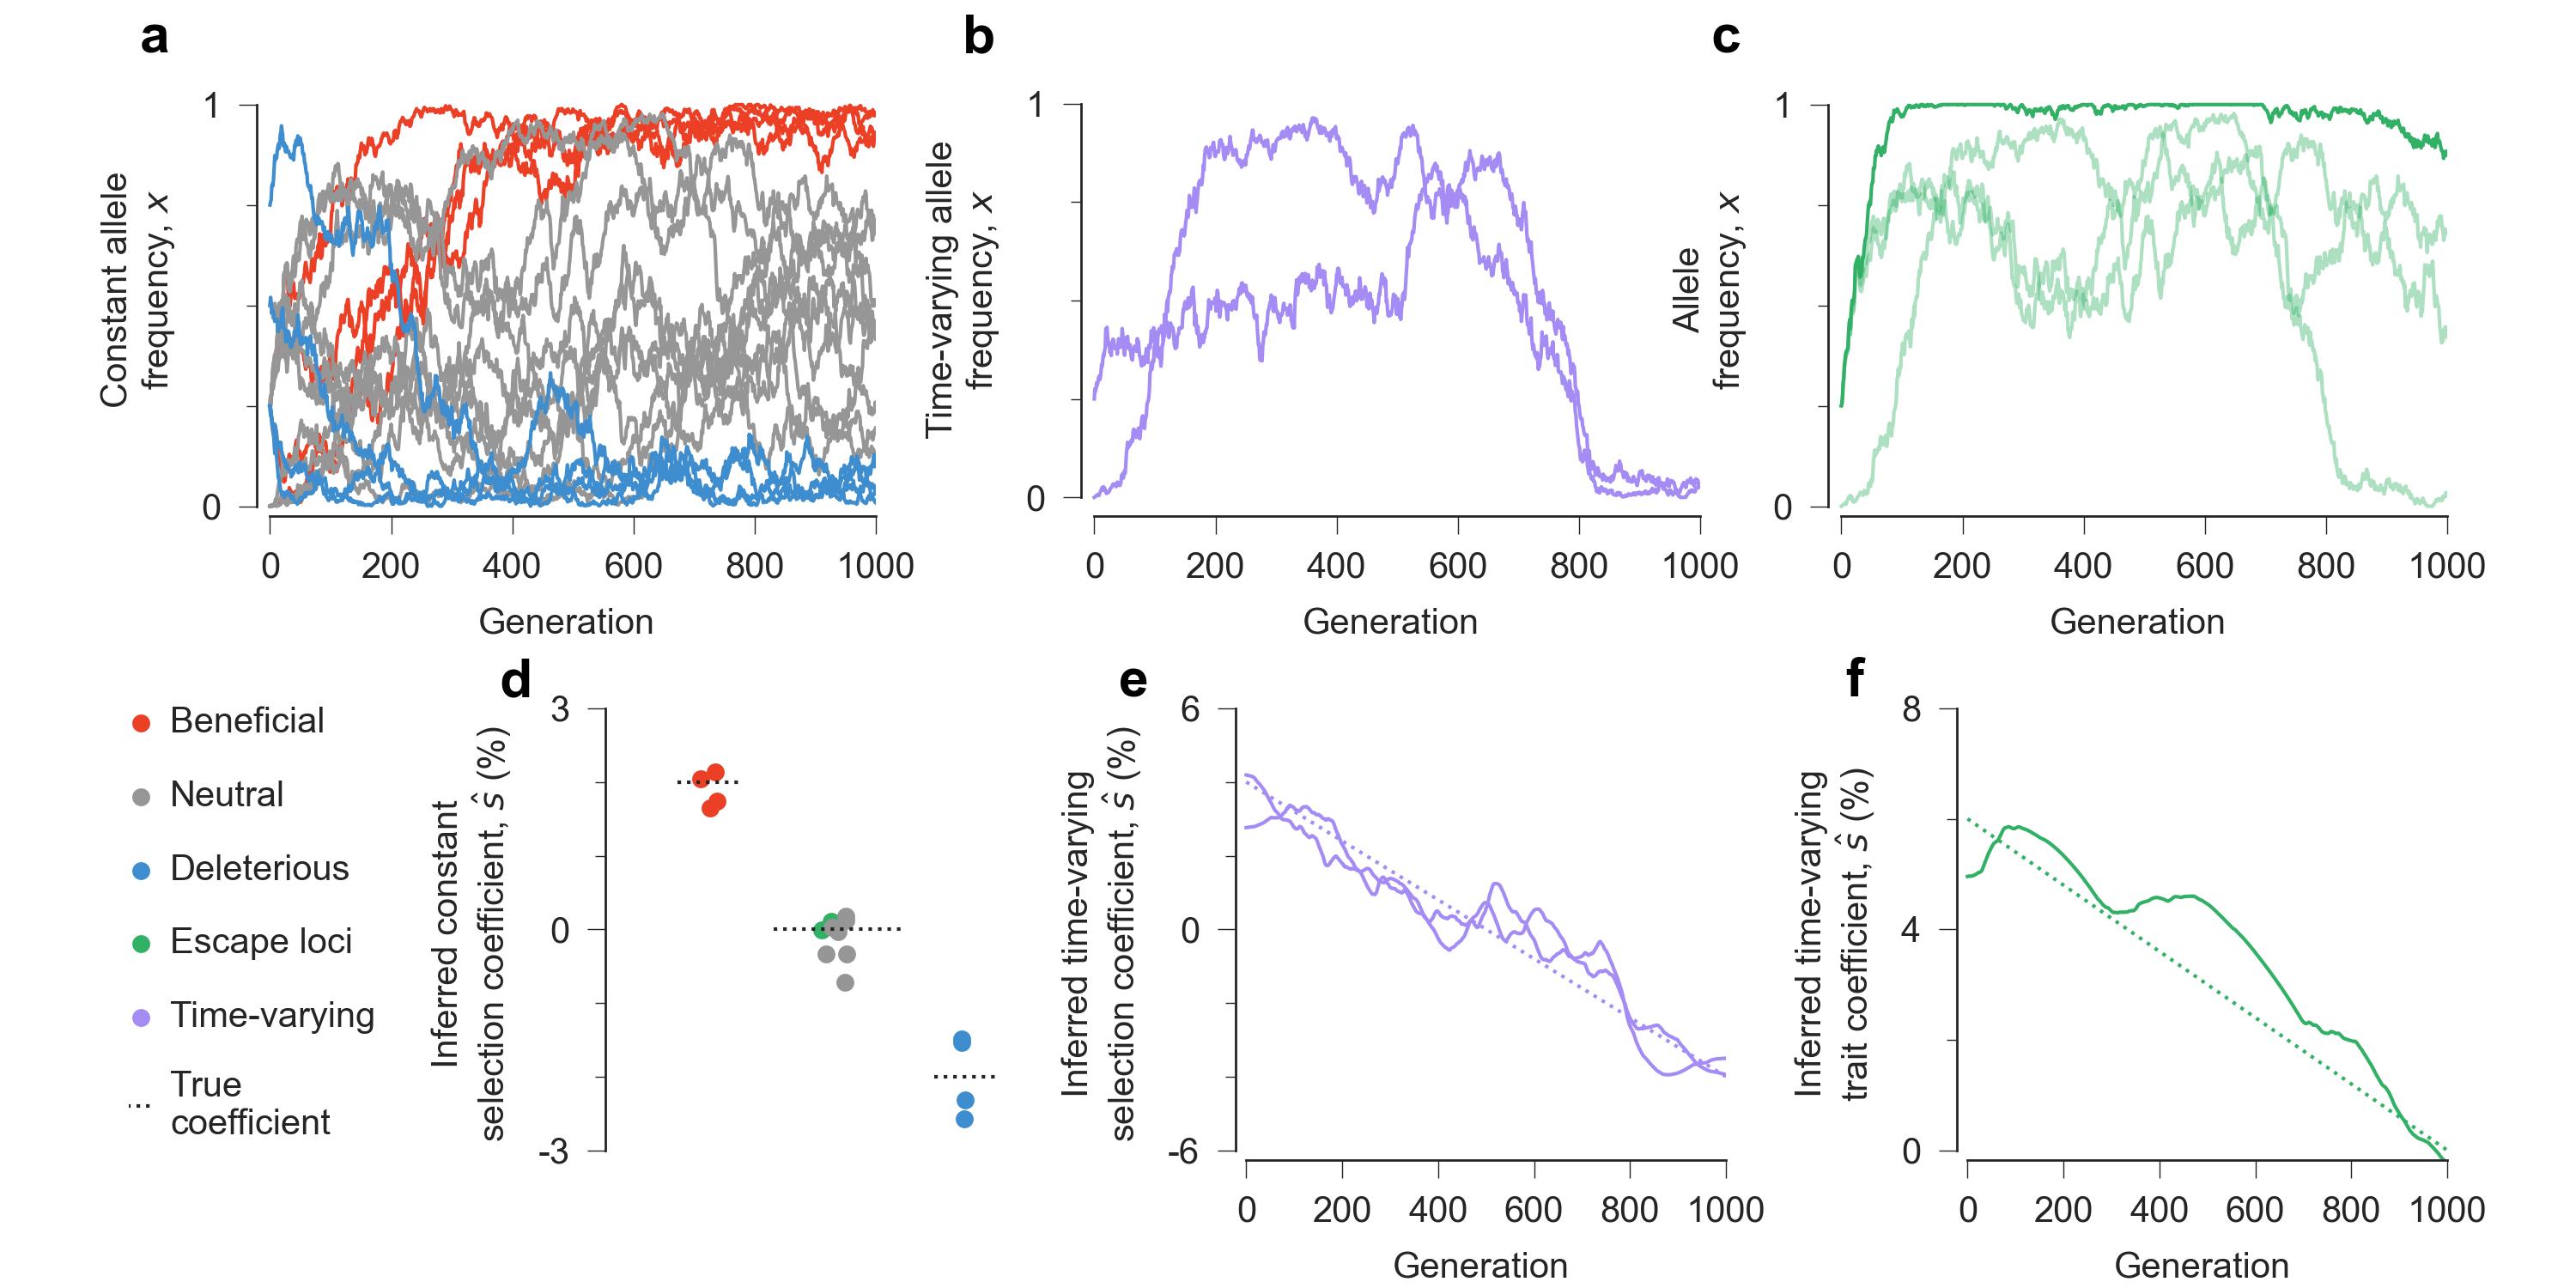 a
Constant allele
frequency, x
1
0
0 200 400 600 800 1000
Generation
b
Time-varying allele
frequency, x
1
0
0 200 400 600 800 1000
Generation
c
Allele
frequency, x
1
0
0 200 400 600 800 1000
Generation
Beneficial
Neutral
Deleterious
Escape loci
Time-varying
True
coefficient
d
Inferred constant
selection coefficient, ŝ (%)
3
0
-3
e
Inferred time-varying
selection coefficient, ŝ (%)
6
0
-6
0 200 400 600 800 1000
Generation
f
Inferred time-varying
trait coefficient, ŝ (%)
8
4
0
0 200 400 600 800 1000
Generation